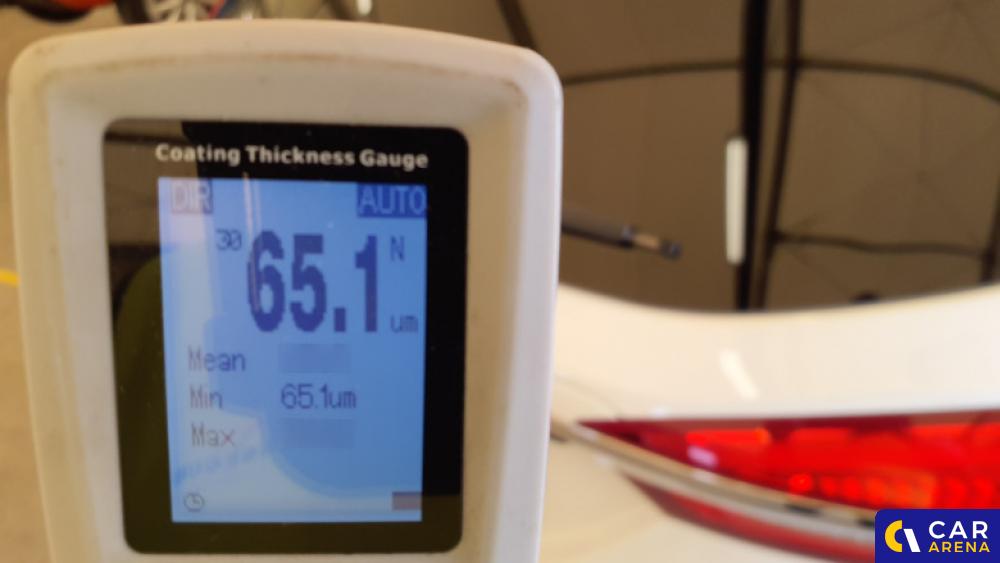 Coating Thickness Gauge
DIR AUTO
30 65.1 N
um
Mean
Min 65.1um
Max
CAR
ARENA